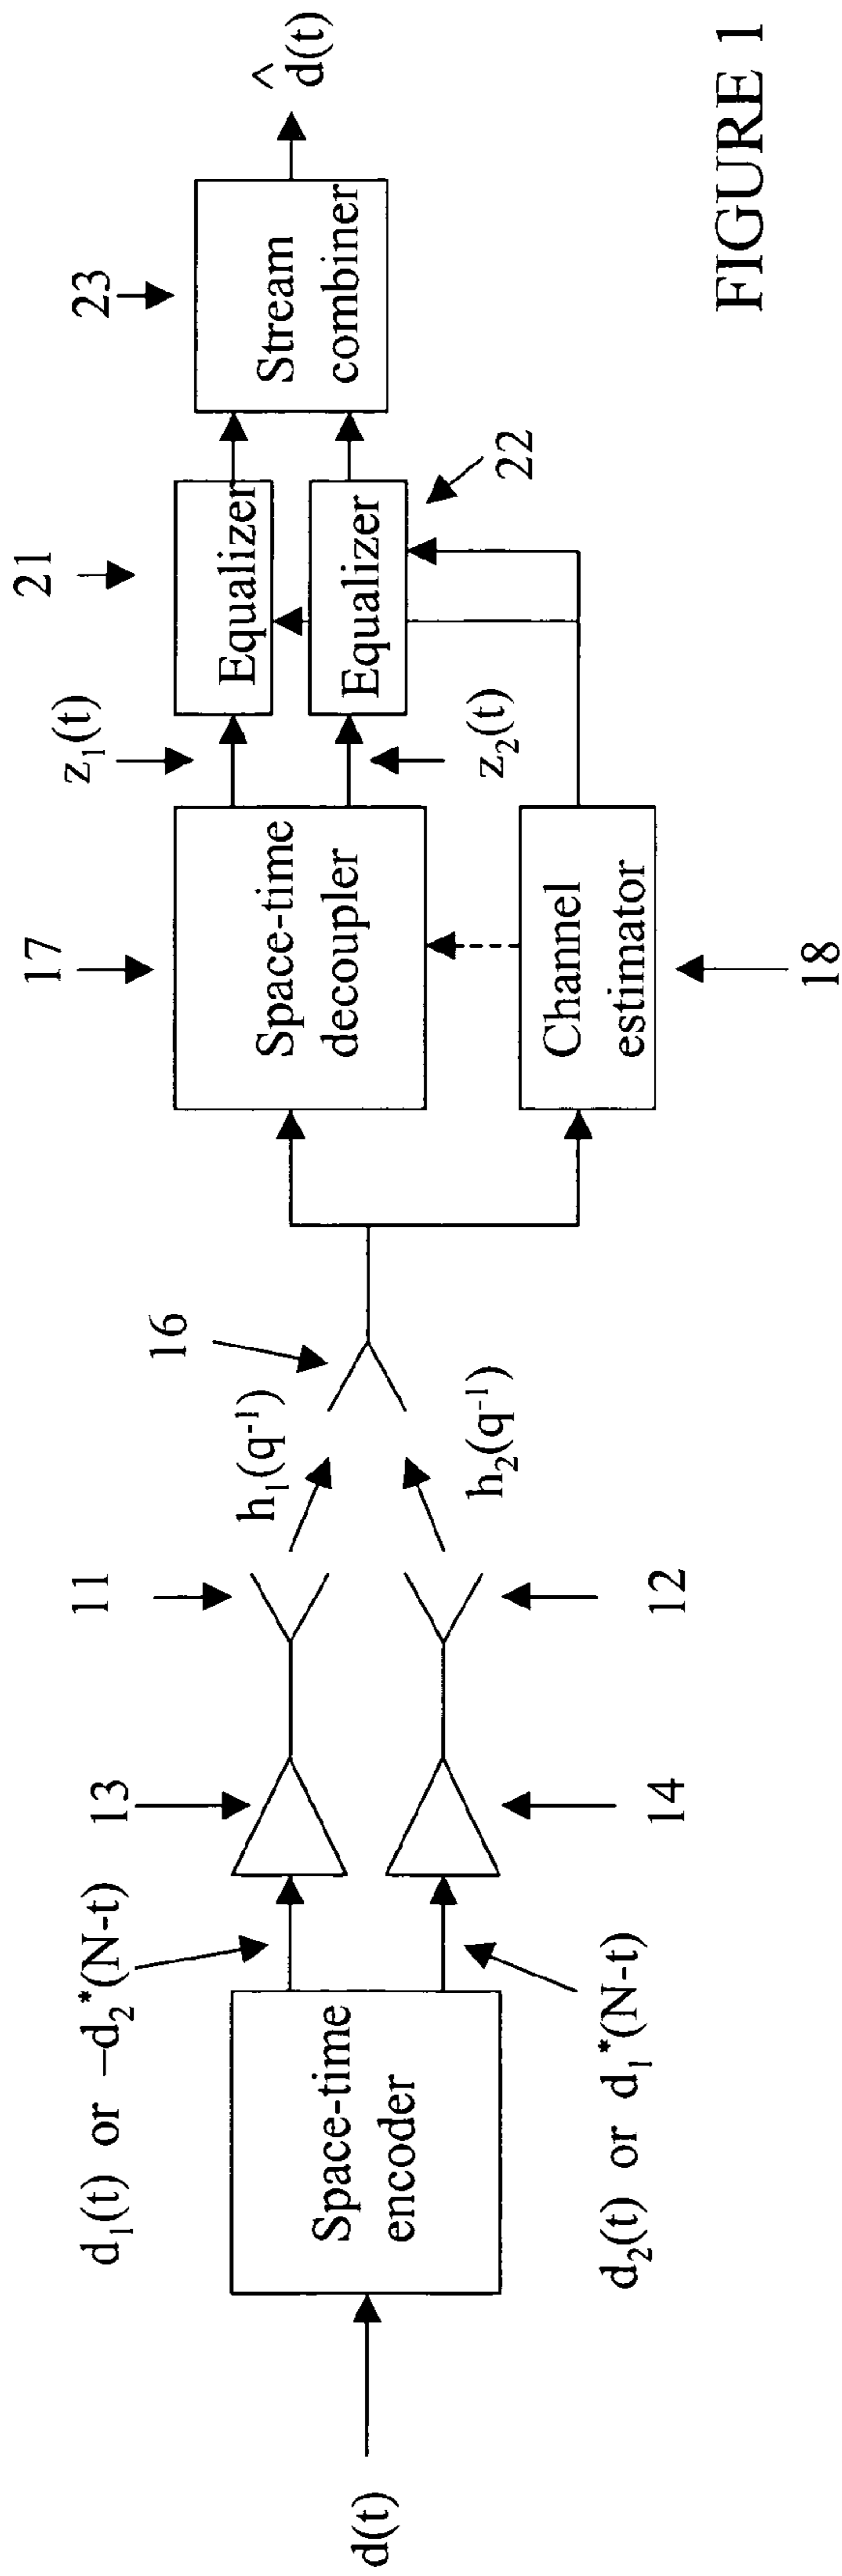 d(t)
Space-time
encoder
d₁(t) or –d₂*(N-t)
d₂(t) or d₁*(N-t)
13
14
11
12
h₁(q⁻¹)
h₂(q⁻¹)
16
17
Space-time
decoupler
Channel
estimator
18
z₁(t)
z₂(t)
21
Equalizer
Equalizer
22
23
Stream
combiner
^
d(t)
FIGURE 1